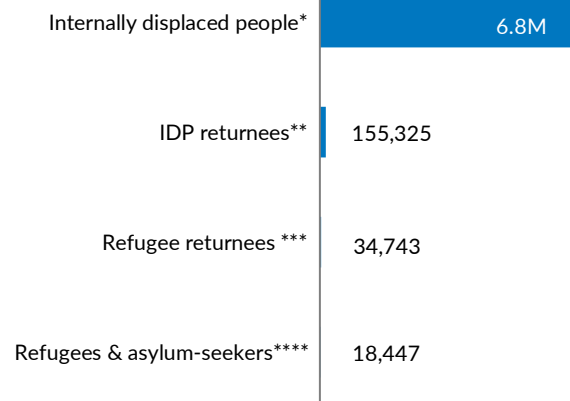 Internally displaced people* 6.8M
IDP returnees** 155,325
Refugee returnees *** 34,743
Refugees & asylum-seekers**** 18,447